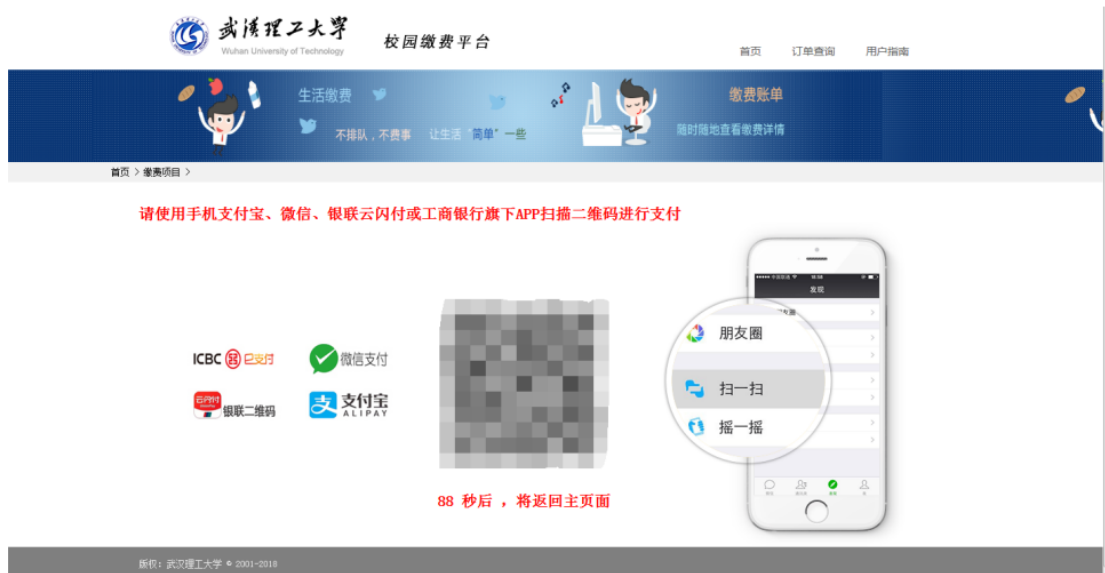 武汉理工大学
Wuhan University of Technology
校园缴费平台
首页 订单查询 用户指南
生活缴费
不排队，不费事 让生活“简单”一些
缴费账单
随时随地查看缴费详情
首页 > 缴费项目 >
请使用手机支付宝、微信、银联云闪付或工商银行旗下APP扫描二维码进行支付
发现
朋友圈
扫一扫
摇一摇
ICBC e支付
微信支付
云闪付
银联二维码
支付宝
ALIPAY
88 秒后 ，将返回主页面
版权：武汉理工大学 © 2001-2018